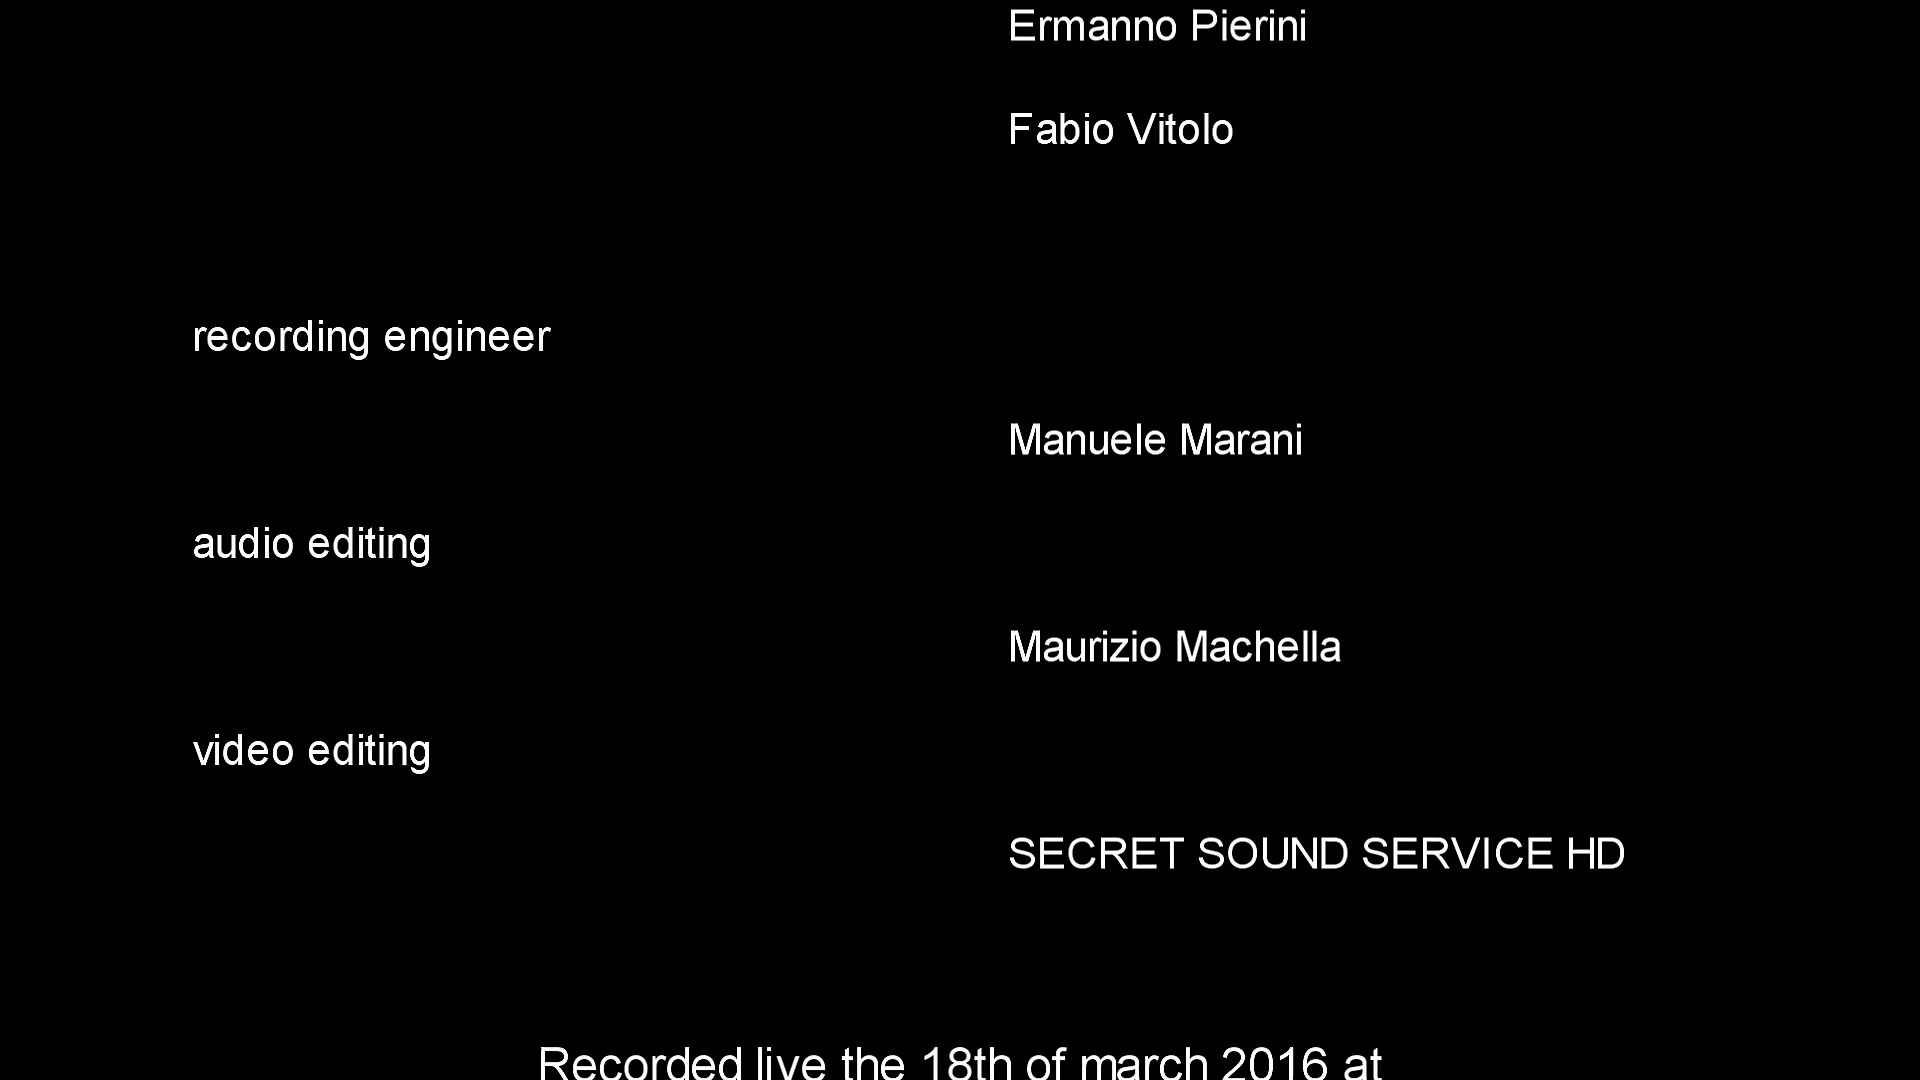 Ermanno Pierini
Fabio Vitolo
recording engineer
Manuele Marani
audio editing
Maurizio Machella
video editing
SECRET SOUND SERVICE HD
Recorded live the 18th of march 2016 at